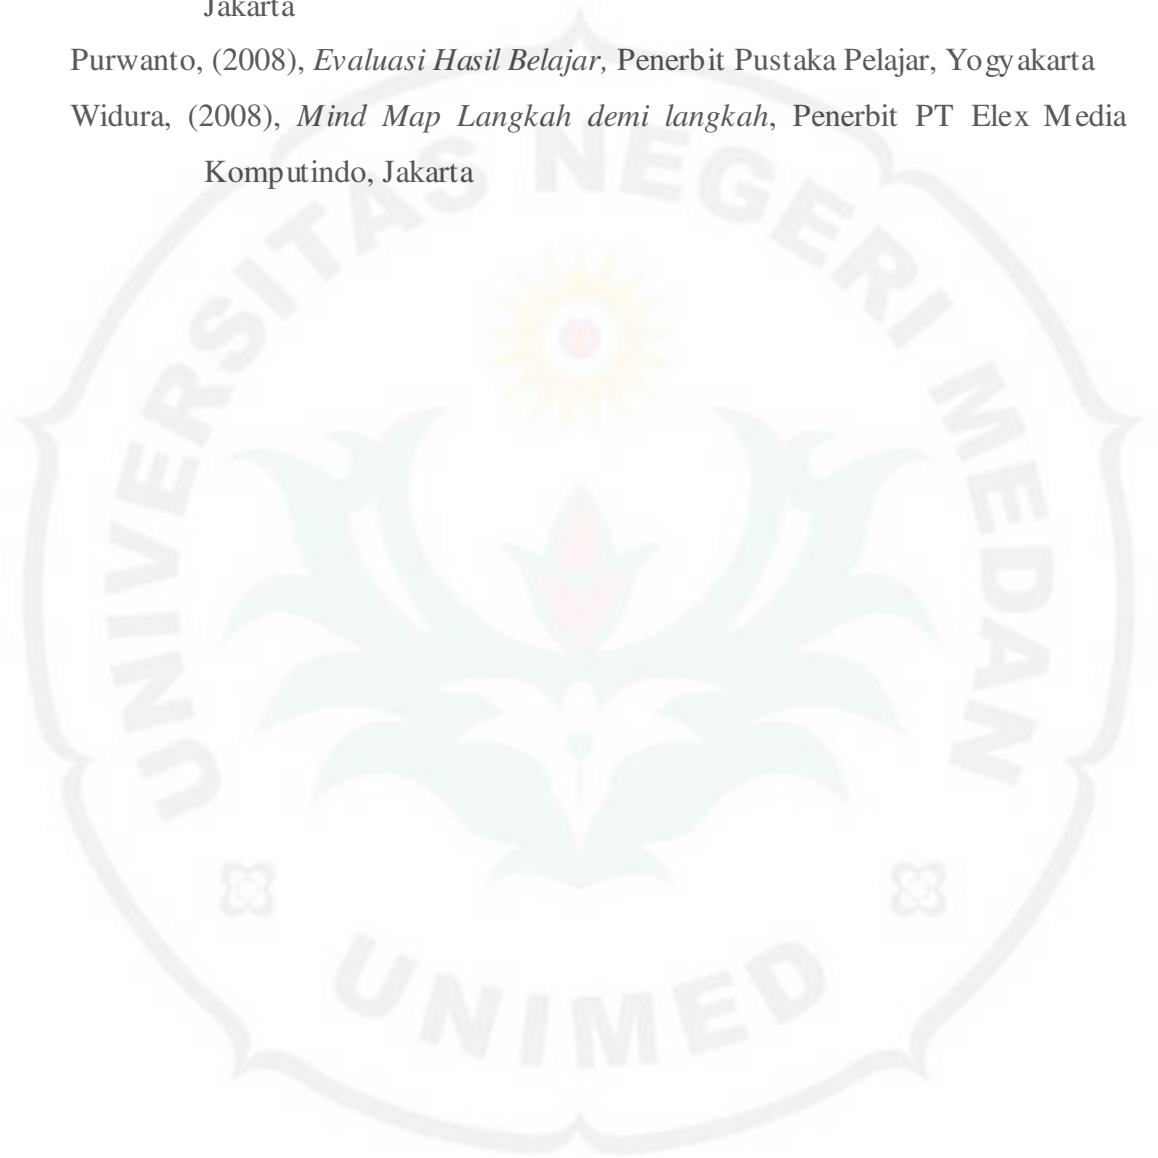 Jakarta
Purwanto, (2008), Evaluasi Hasil Belajar, Penerbit Pustaka Pelajar, Yogyakarta
Widura, (2008), Mind Map Langkah demi langkah, Penerbit PT Elex Media
Komputindo, Jakarta
UNIVERSITAS NEGERI MEDAN
UNIMED